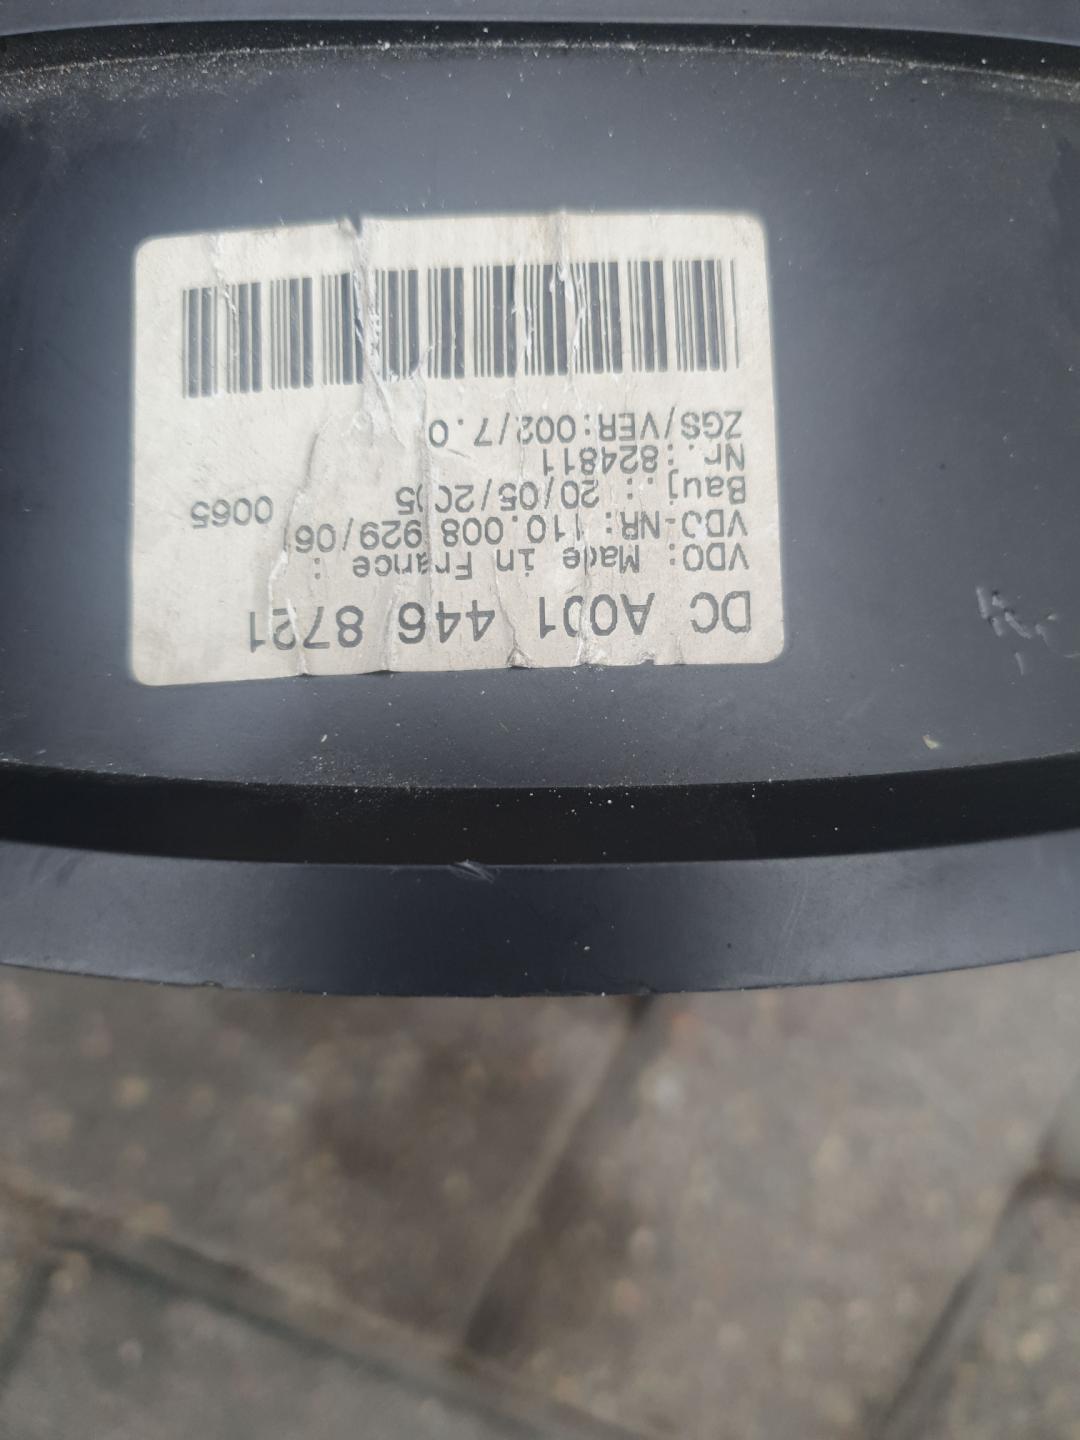 DC A001 446 8721
VDO: Made in France :
VDO-NR: 110.008 929/06
Bauj.: 20/05/2005 0065
Nr.: 824811
ZGS/VER:002/7.0